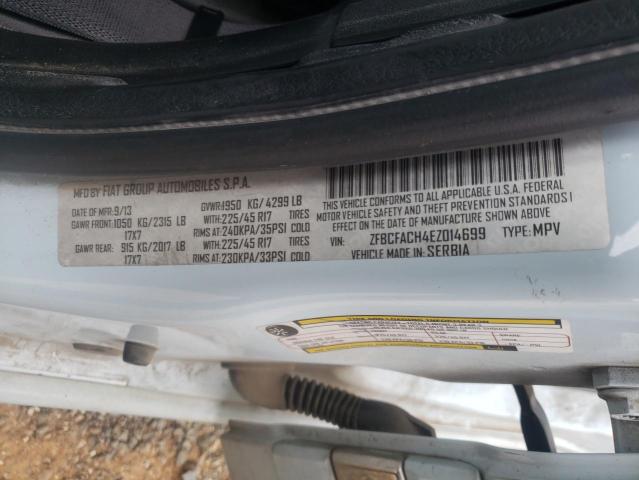 MFD BY FIAT GROUP AUTOMOBILES S.P.A.
DATE OF MFR: 9/13 GVWR: 1950 KG/ 4299 LB
GAWR FRONT: 1050 KG/2315 LB WITH: 225/45 R17 TIRES
17X7 RIMS AT: 240KPA/35PSI COLD
GAWR REAR: 915 KG/2017 LB WITH: 225/45 R17 TIRES
17X7 RIMS AT: 230KPA/33PSI COLD
THIS VEHICLE CONFORMS TO ALL APPLICABLE U.S.A. FEDERAL
MOTOR VEHICLE SAFETY AND THEFT PREVENTION STANDARDS I
EFFECT ON THE DATE OF MANUFACTURE SHOWN ABOVE
VIN: ZFBCFACH4EZ014699 TYPE: MPV
VEHICLE MADE IN: SERBIA
TIRE AND LOADING INFORMATION